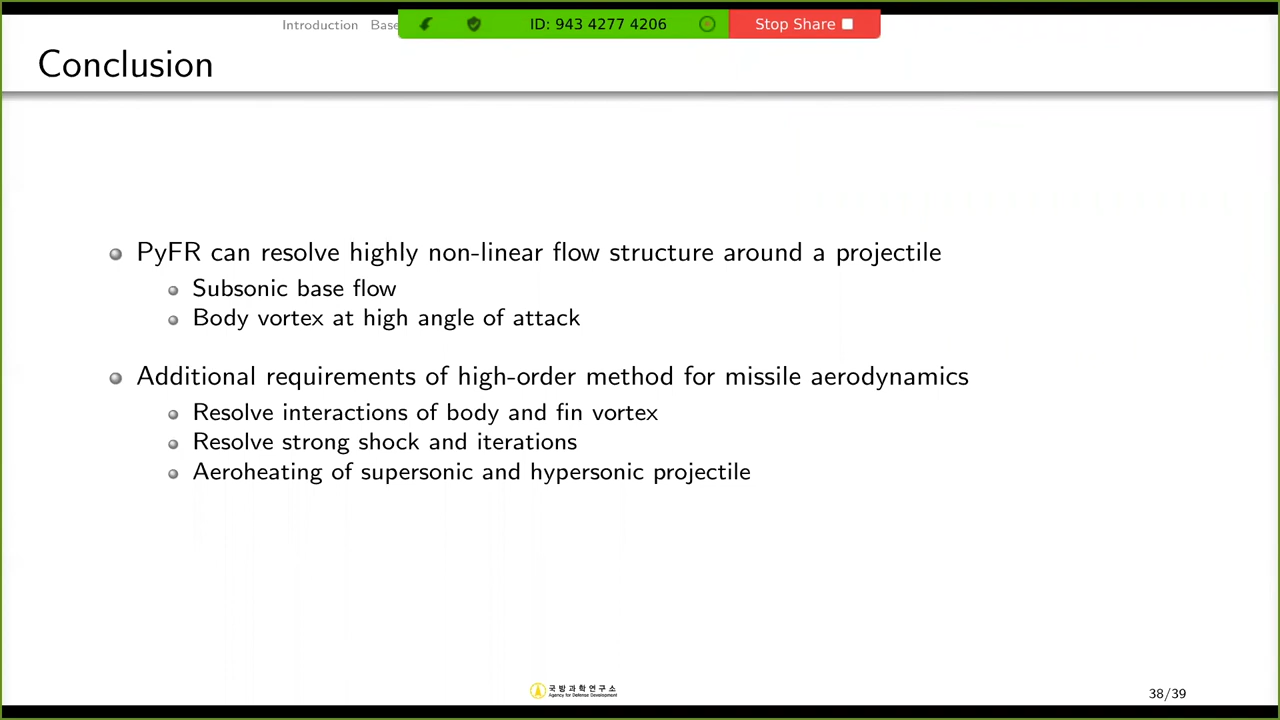 Introduction Base
ID: 943 4277 4206
Stop Share
Conclusion
PyFR can resolve highly non-linear flow structure around a projectile
Subsonic base flow
Body vortex at high angle of attack
Additional requirements of high-order method for missile aerodynamics
Resolve interactions of body and fin vortex
Resolve strong shock and iterations
Aeroheating of supersonic and hypersonic projectile
국방과학연구소
Agency for Defense Development
38/39